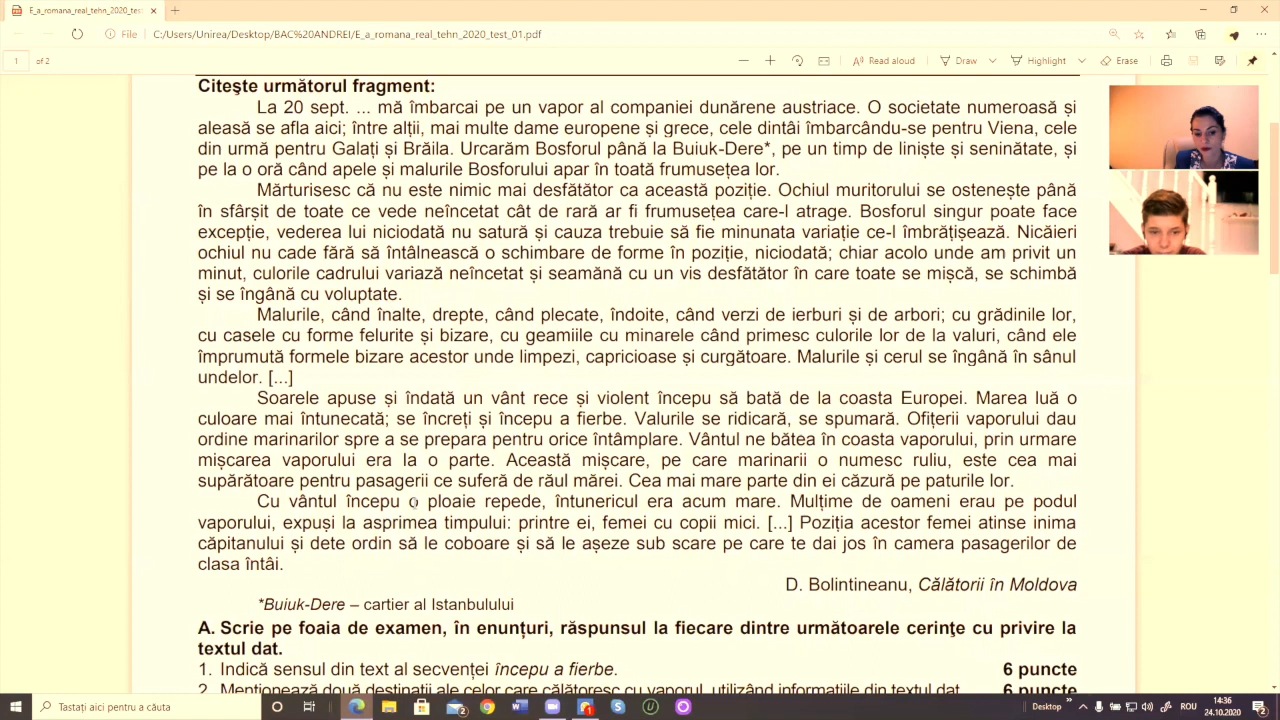 E_a_romana_real_tehn_2020_test_
File C:/Users/Unirea/Desktop/BAC%20ANDREI/E_a_romana_real_tehn_2020_test_01.pdf
1 of 2 Read aloud Draw Highlight Erase
Citeşte următorul fragment:
La 20 sept. ... mă îmbarcai pe un vapor al companiei dunărene austriace. O societate numeroasă și
aleasă se afla aici; între alții, mai multe dame europene și grece, cele dintâi îmbarcându-se pentru Viena, cele
din urmă pentru Galați și Brăila. Urcarăm Bosforul până la Buiuk-Dere*, pe un timp de liniște și seninătate, și
pe la o oră când apele și malurile Bosforului apar în toată frumusețea lor.
Mărturisesc că nu este nimic mai desfătător ca această poziție. Ochiul muritorului se ostenește până
în sfârșit de toate ce vede neîncetat cât de rară ar fi frumusețea care-l atrage. Bosforul singur poate face
excepție, vederea lui niciodată nu satură și cauza trebuie să fie minunata variație ce-l îmbrățișează. Nicăieri
ochiul nu cade fără să întâlnească o schimbare de forme în poziție, niciodată; chiar acolo unde am privit un
minut, culorile cadrului variază neîncetat și seamănă cu un vis desfătător în care toate se mișcă, se schimbă
și se îngână cu voluptate.
Malurile, când înalte, drepte, când plecate, îndoite, când verzi de ierburi și de arbori; cu grădinile lor,
cu casele cu forme felurite și bizare, cu geamiile cu minarele când primesc culorile lor de la valuri, când ele
împrumută formele bizare acestor unde limpezi, capricioase și curgătoare. Malurile și cerul se îngână în sânul
undelor. [...]
Soarele apuse și îndată un vânt rece și violent începu să bată de la coasta Europei. Marea luă o
culoare mai întunecată; se încreți și începu a fierbe. Valurile se ridicară, se spumară. Ofițerii vaporului dau
ordine marinarilor spre a se prepara pentru orice întâmplare. Vântul ne bătea în coasta vaporului, prin urmare
mișcarea vaporului era la o parte. Această mișcare, pe care marinarii o numesc ruliu, este cea mai
supărătoare pentru pasagerii ce suferă de răul mărei. Cea mai mare parte din ei căzură pe paturile lor.
Cu vântul începu o ploaie repede, întunericul era acum mare. Mulțime de oameni erau pe podul
vaporului, expuși la asprimea timpului: printre ei, femei cu copii mici. [...] Poziția acestor femei atinse inima
căpitanului și dete ordin să le coboare și să le așeze sub scare pe care te dai jos în camera pasagerilor de
clasa întâi.
D. Bolintineanu, Călătorii în Moldova
*Buiuk-Dere – cartier al Istanbulului
A. Scrie pe foaia de examen, în enunțuri, răspunsul la fiecare dintre următoarele cerinţe cu privire la
textul dat.
1. Indică sensul din text al secvenței începu a fierbe. 6 puncte
2. Menționează două destinații ale celor care călătoresc cu vaporul, utilizând informațiile din textul dat. 6 puncte
Tastați aici pentru a căuta
Desktop ROU 14:36
24.10.2020